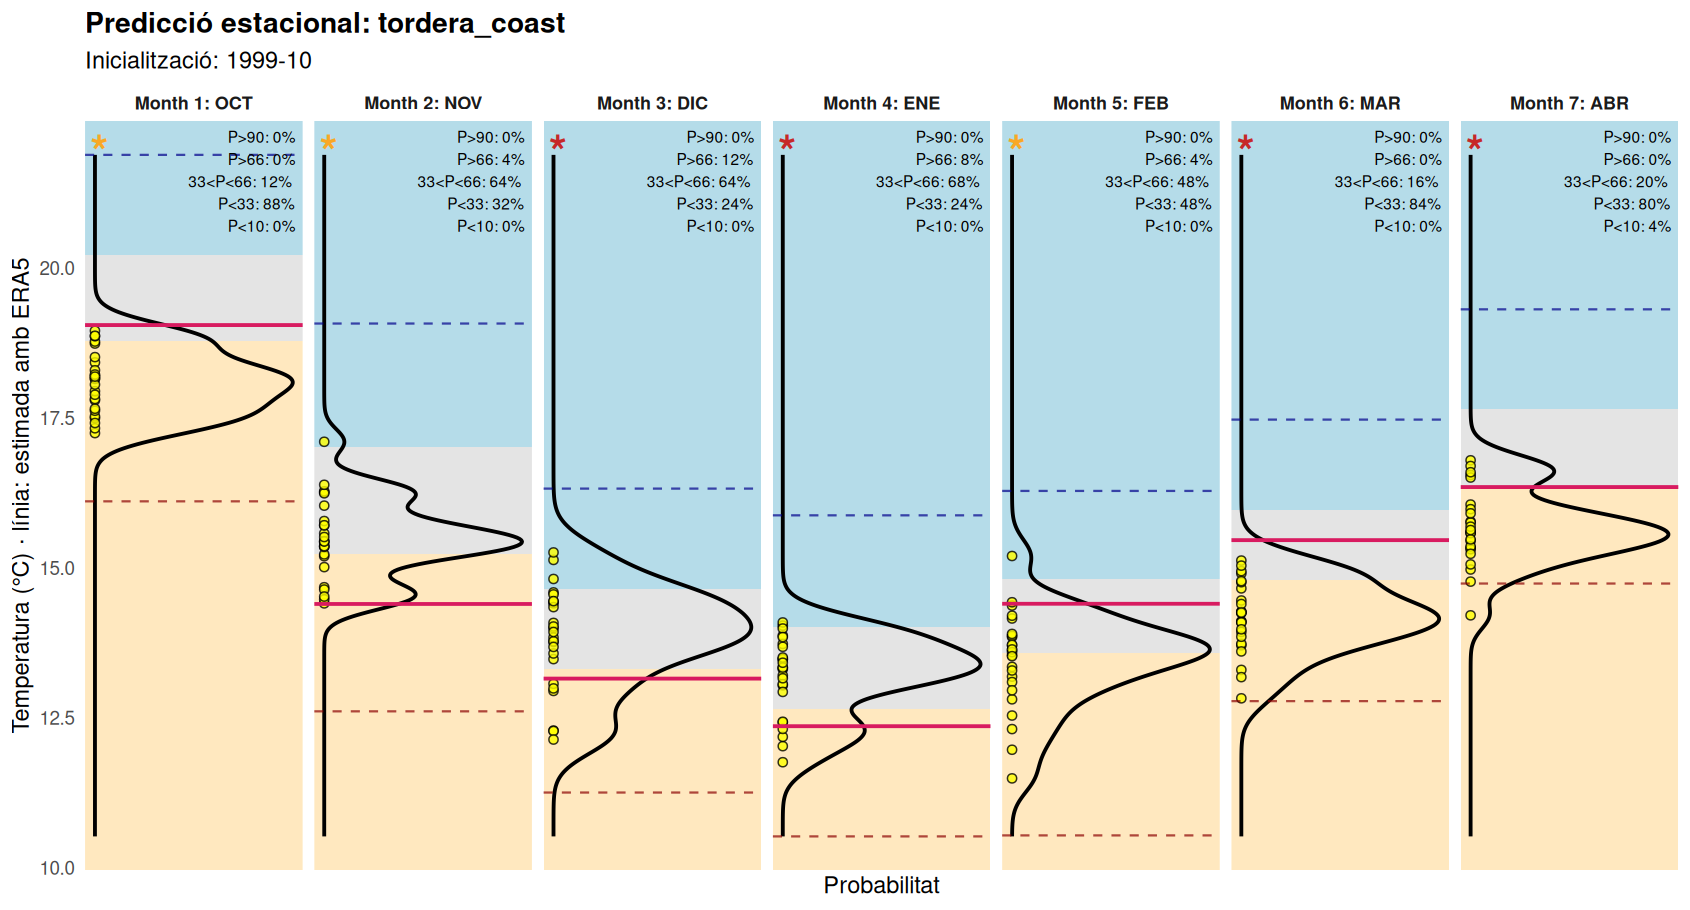 Predicció estacional: tordera_coast
Inicialització: 1999-10
Month 1: OCT
Month 2: NOV
Month 3: DIC
Month 4: ENE
Month 5: FEB
Month 6: MAR
Month 7: ABR
*
P>90: 0%
P>66: 0%
33<P<66: 12%
P<33: 88%
P<10: 0%
*
P>90: 0%
P>66: 4%
33<P<66: 64%
P<33: 32%
P<10: 0%
*
P>90: 0%
P>66: 12%
33<P<66: 64%
P<33: 24%
P<10: 0%
*
P>90: 0%
P>66: 8%
33<P<66: 68%
P<33: 24%
P<10: 0%
*
P>90: 0%
P>66: 4%
33<P<66: 48%
P<33: 48%
P<10: 0%
*
P>90: 0%
P>66: 0%
33<P<66: 16%
P<33: 84%
P<10: 0%
*
P>90: 0%
P>66: 0%
33<P<66: 20%
P<33: 80%
P<10: 4%
Temperatura (°C) · línia: estimada amb ERA5
20.0
17.5
15.0
12.5
10.0
Probabilitat